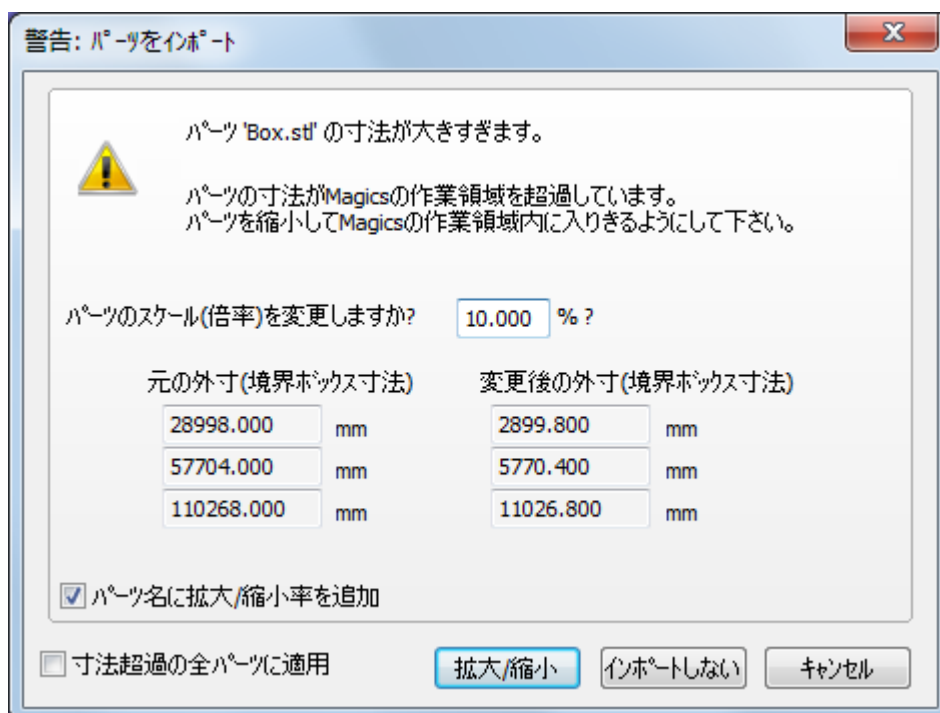 警告: パーツをインポート
パーツ 'Box.stl' の寸法が大きすぎます。
パーツの寸法がMagicsの作業領域を超過しています。
パーツを縮小してMagicsの作業領域内に入りきるようにして下さい。
パーツのスケール(倍率)を変更しますか? 10.000 % ?
元の外寸(境界ボックス寸法) 変更後の外寸(境界ボックス寸法)
28998.000 mm 2899.800 mm
57704.000 mm 5770.400 mm
110268.000 mm 11026.800 mm
パーツ名に拡大/縮小率を追加
寸法超過の全パーツに適用 拡大/縮小 インポートしない キャンセル